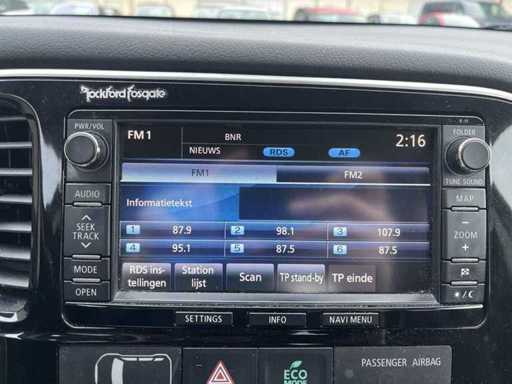 Rockford Fosgate
PWR/VOL
FM1 BNR 2:16
NIEUWS RDS AF
FM1 FM2
Informatietekst
1 87.9 2 98.1 3 107.9
4 95.1 5 87.5 6 87.5
RDS ins-
tellingen
Station
lijst
Scan
TP stand-by
TP einde
AUDIO
SEEK
TRACK
MODE
OPEN
FOLDER
TUNE SOUND
MAP
ZOOM
SETTINGS INFO NAVI MENU
ECO
MODE
PASSENGER AIRBAG